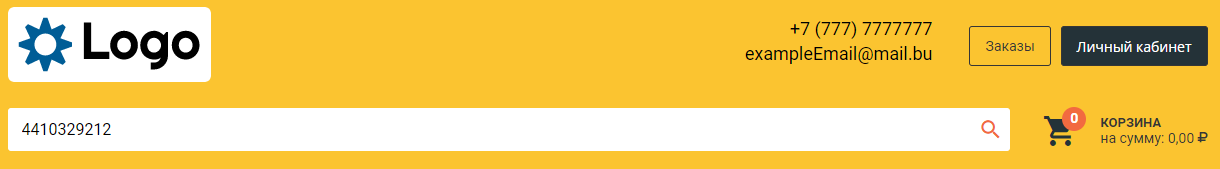 Logo
+7 (777) 7777777
exampleEmail@mail.bu
Заказы
Личный кабинет
4410329212
0
КОРЗИНА
на сумму: 0,00 ₽